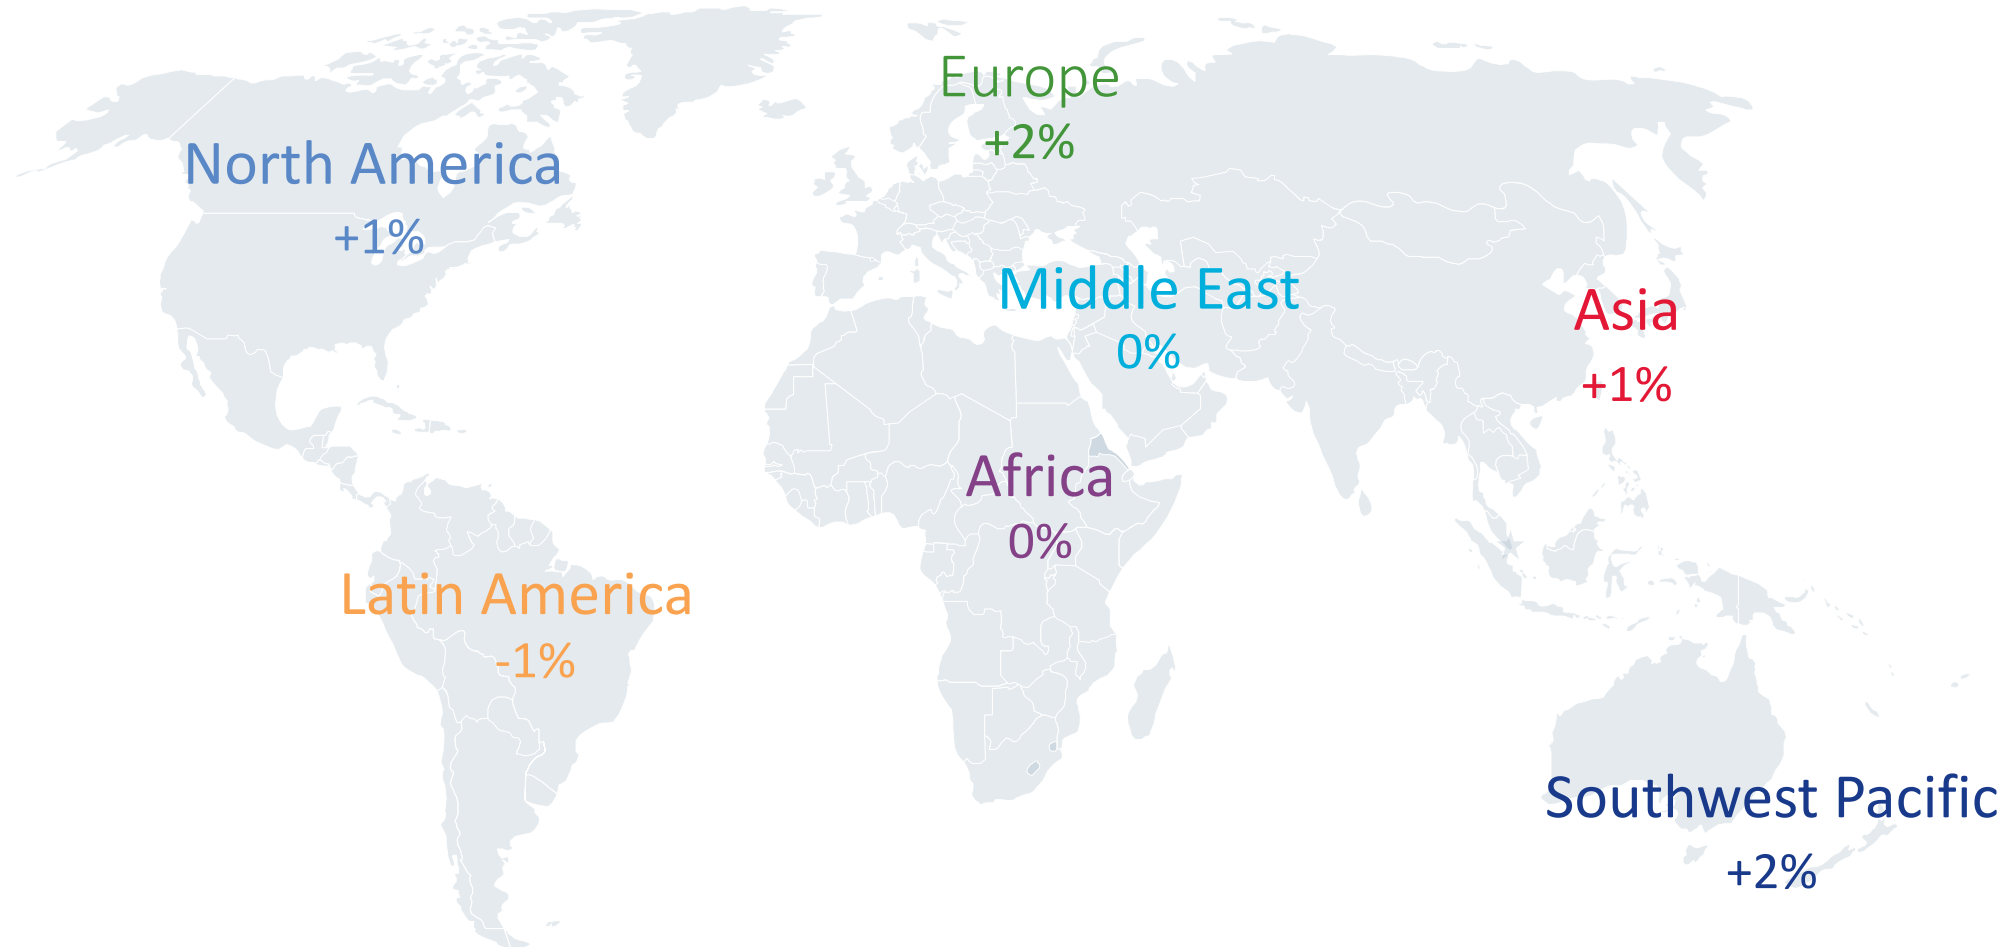 Europe
+2%
North America
+1%
Middle East
0%
Asia
+1%
Africa
0%
Latin America
-1%
Southwest Pacific
+2%